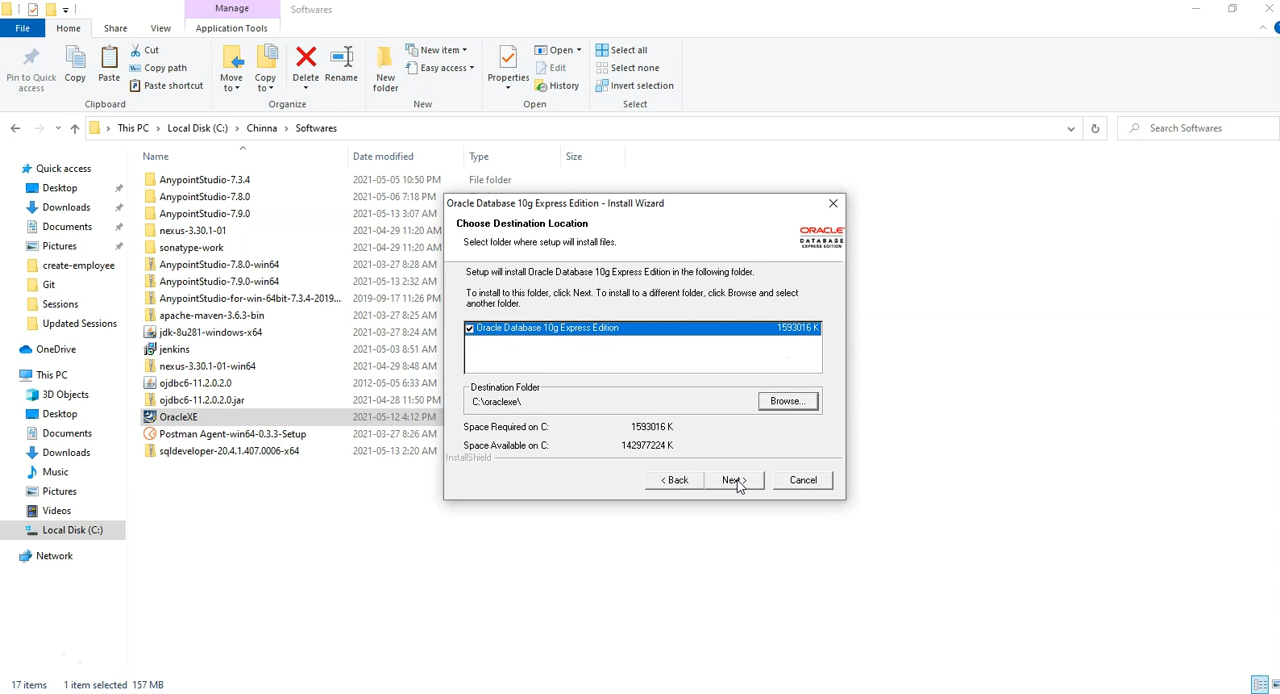 Manage
Softwares
File
Home
Share
View
Application Tools
Pin to Quick access
Copy
Paste
Cut
Copy path
Paste shortcut
Clipboard
Move to
Copy to
Delete
Rename
Organize
New folder
New item
Easy access
New
Properties
Open
Edit
History
Open
Select all
Select none
Invert selection
Select
This PC > Local Disk (C:) > Chinna > Softwares
Search Softwares
Quick access
Desktop
Downloads
Documents
Pictures
create-employee
Git
Sessions
Updated Sessions
OneDrive
This PC
3D Objects
Desktop
Documents
Downloads
Music
Pictures
Videos
Local Disk (C:)
Network
Name Date modified Type Size
AnypointStudio-7.3.4 2021-05-05 10:50 PM File folder
AnypointStudio-7.8.0 2021-05-06 7:18 PM
AnypointStudio-7.9.0 2021-05-13 3:07 AM
nexus-3.30.1-01 2021-04-29 11:20 AM
sonatype-work 2021-04-29 11:20 AM
AnypointStudio-7.8.0-win64 2021-03-27 8:28 AM
AnypointStudio-7.9.0-win64 2021-05-13 2:32 AM
AnypointStudio-for-win-64bit-7.3.4-2019... 2019-09-17 11:26 PM
apache-maven-3.6.3-bin 2021-03-27 8:25 AM
jdk-8u281-windows-x64 2021-03-27 8:24 AM
jenkins 2021-05-03 8:51 AM
nexus-3.30.1-01-win64 2021-04-29 8:48 AM
ojdbc6-11.2.0.2.0 2012-05-05 6:33 AM
ojdbc6-11.2.0.2.0.jar 2021-04-28 11:50 PM
OracleXE 2021-05-12 4:12 PM
Postman Agent-win64-0.3.3-Setup 2021-03-27 8:26 AM
sqldeveloper-20.4.1.407.0006-x64 2021-05-13 2:20 AM
Oracle Database 10g Express Edition - Install Wizard
Choose Destination Location
Select folder where setup will install files.
ORACLE
DATABASE
EXPRESS EDITION
Setup will install Oracle Database 10g Express Edition in the following folder.
To install to this folder, click Next. To install to a different folder, click Browse and select
another folder.
Oracle Database 10g Express Edition 1593016 K
Destination Folder
C:\oraclexe\
Browse...
Space Required on C: 1593016 K
Space Available on C: 142977224 K
InstallShield
< Back
Next >
Cancel
17 items 1 item selected 157 MB